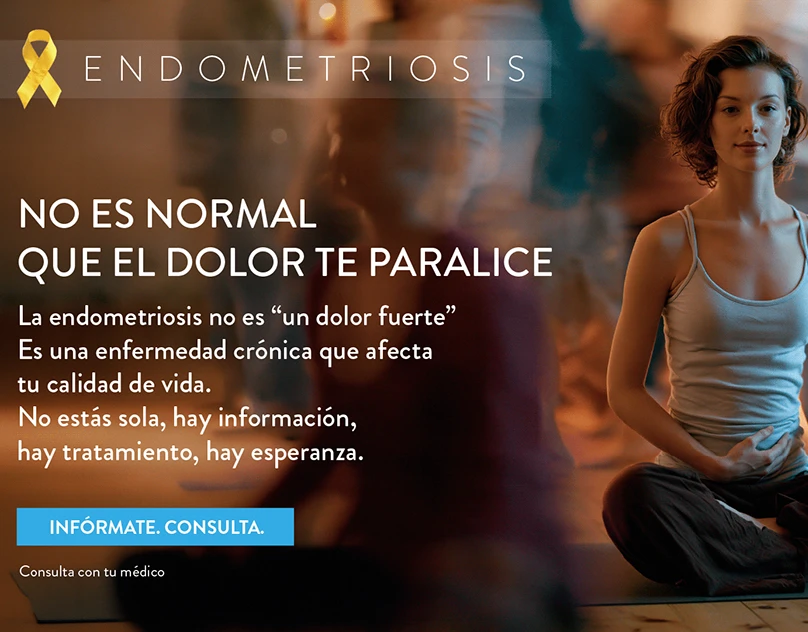 ENDOMETRIOSIS
NO ES NORMAL
QUE EL DOLOR TE PARALICE
La endometriosis no es “un dolor fuerte”
Es una enfermedad crónica que afecta
tu calidad de vida.
No estás sola, hay información,
hay tratamiento, hay esperanza.
INFÓRMATE. CONSULTA.
Consulta con tu médico